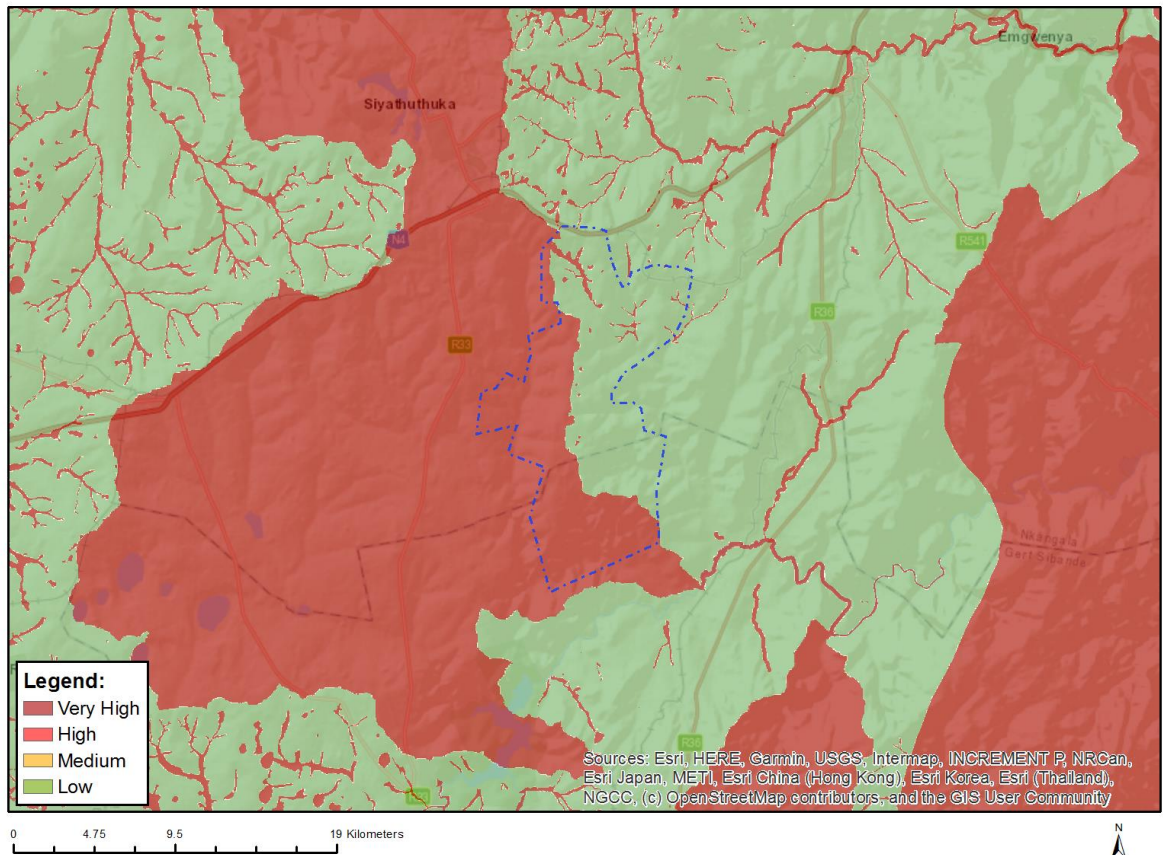 Emgwenya
Siyathuthuka
N4
R541
R36
R33
Nkangala
Gert Sibande
Legend:
Very High
High
Medium
Low
R36
Sources: Esri, HERE, Garmin, USGS, Intermap, INCREMENT P, NRCan,
Esri Japan, METI, Esri China (Hong Kong), Esri Korea, Esri (Thailand),
NGCC, (c) OpenStreetMap contributors, and the GIS User Community
0 4.75 9.5 19 Kilometers
N